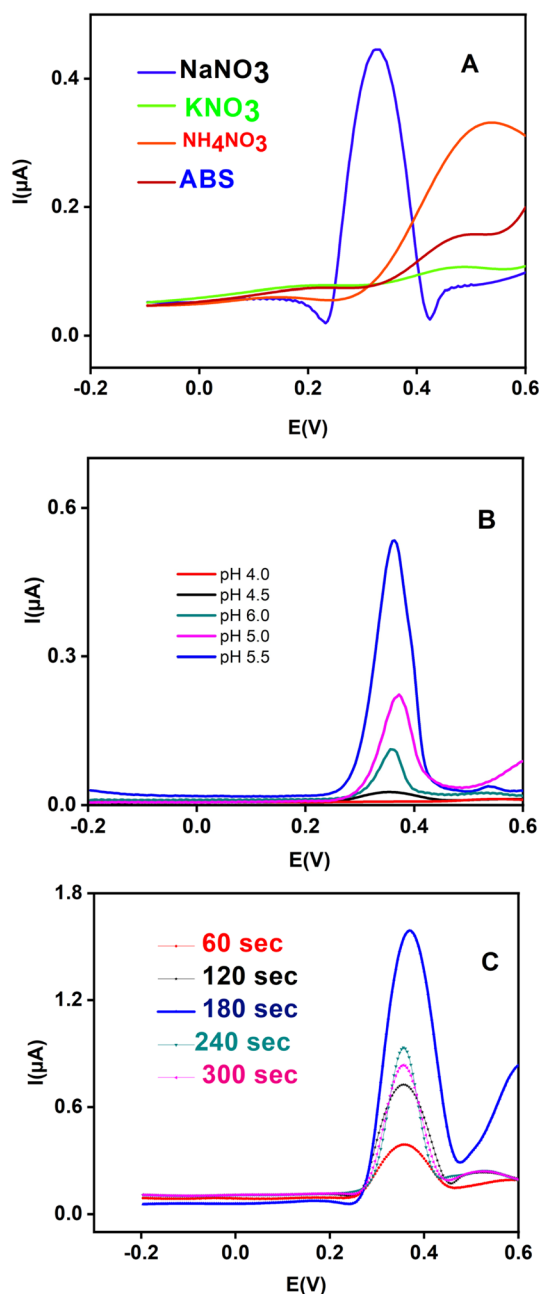 A
NaNO3
KNO3
NH4NO3
ABS
0.4
0.2
0.0
I(µA)
-0.2 0.0 0.2 0.4 0.6
E(V)
B
0.6
0.3
0.0
I(µA)
pH 4.0
pH 4.5
pH 6.0
pH 5.0
pH 5.5
-0.2 0.0 0.2 0.4 0.6
E(V)
1.8
1.2
0.6
0.0
I(µA)
60 sec
120 sec
180 sec
240 sec
300 sec
C
-0.2 0.0 0.2 0.4 0.6
E(V)